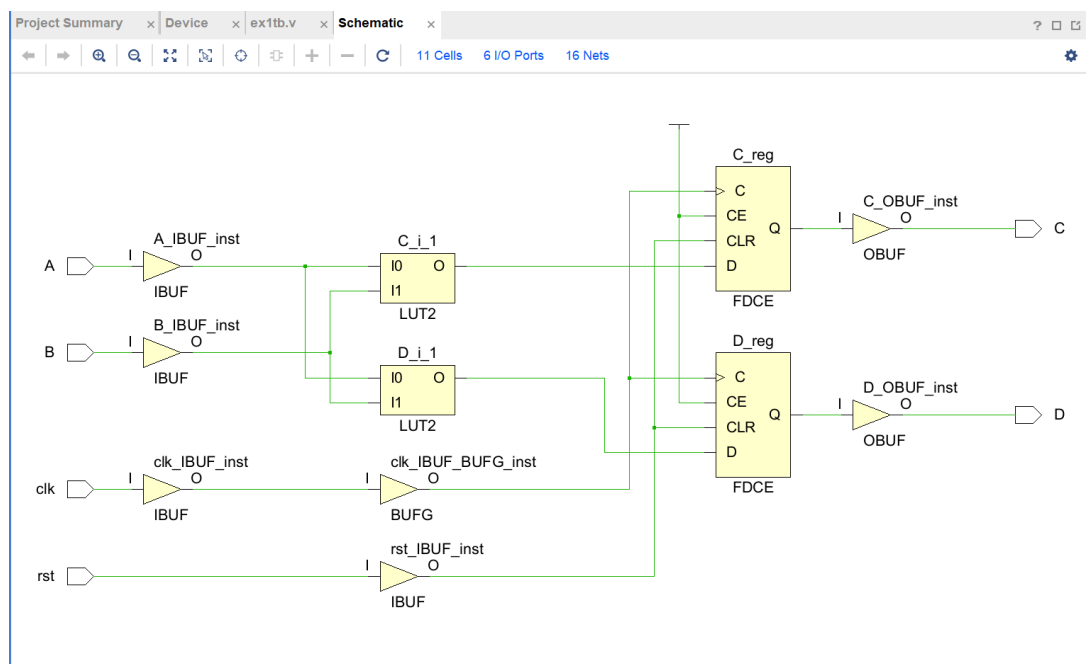 Project Summary × Device × ex1tb.v × Schematic × ?
11 Cells 6 I/O Ports 16 Nets
C_reg
C
CE
CLR
D
Q
FDCE
C_OBUF_inst
I O
OBUF
C
A_IBUF_inst
A I O
IBUF
C_i_1
I0 O
I1
LUT2
B_IBUF_inst
B I O
IBUF
D_i_1
I0 O
I1
LUT2
D_reg
C
CE
CLR
D
Q
FDCE
D_OBUF_inst
I O
OBUF
D
clk_IBUF_inst
clk I O
IBUF
clk_IBUF_BUFG_inst
I O
BUFG
rst_IBUF_inst
rst I O
IBUF